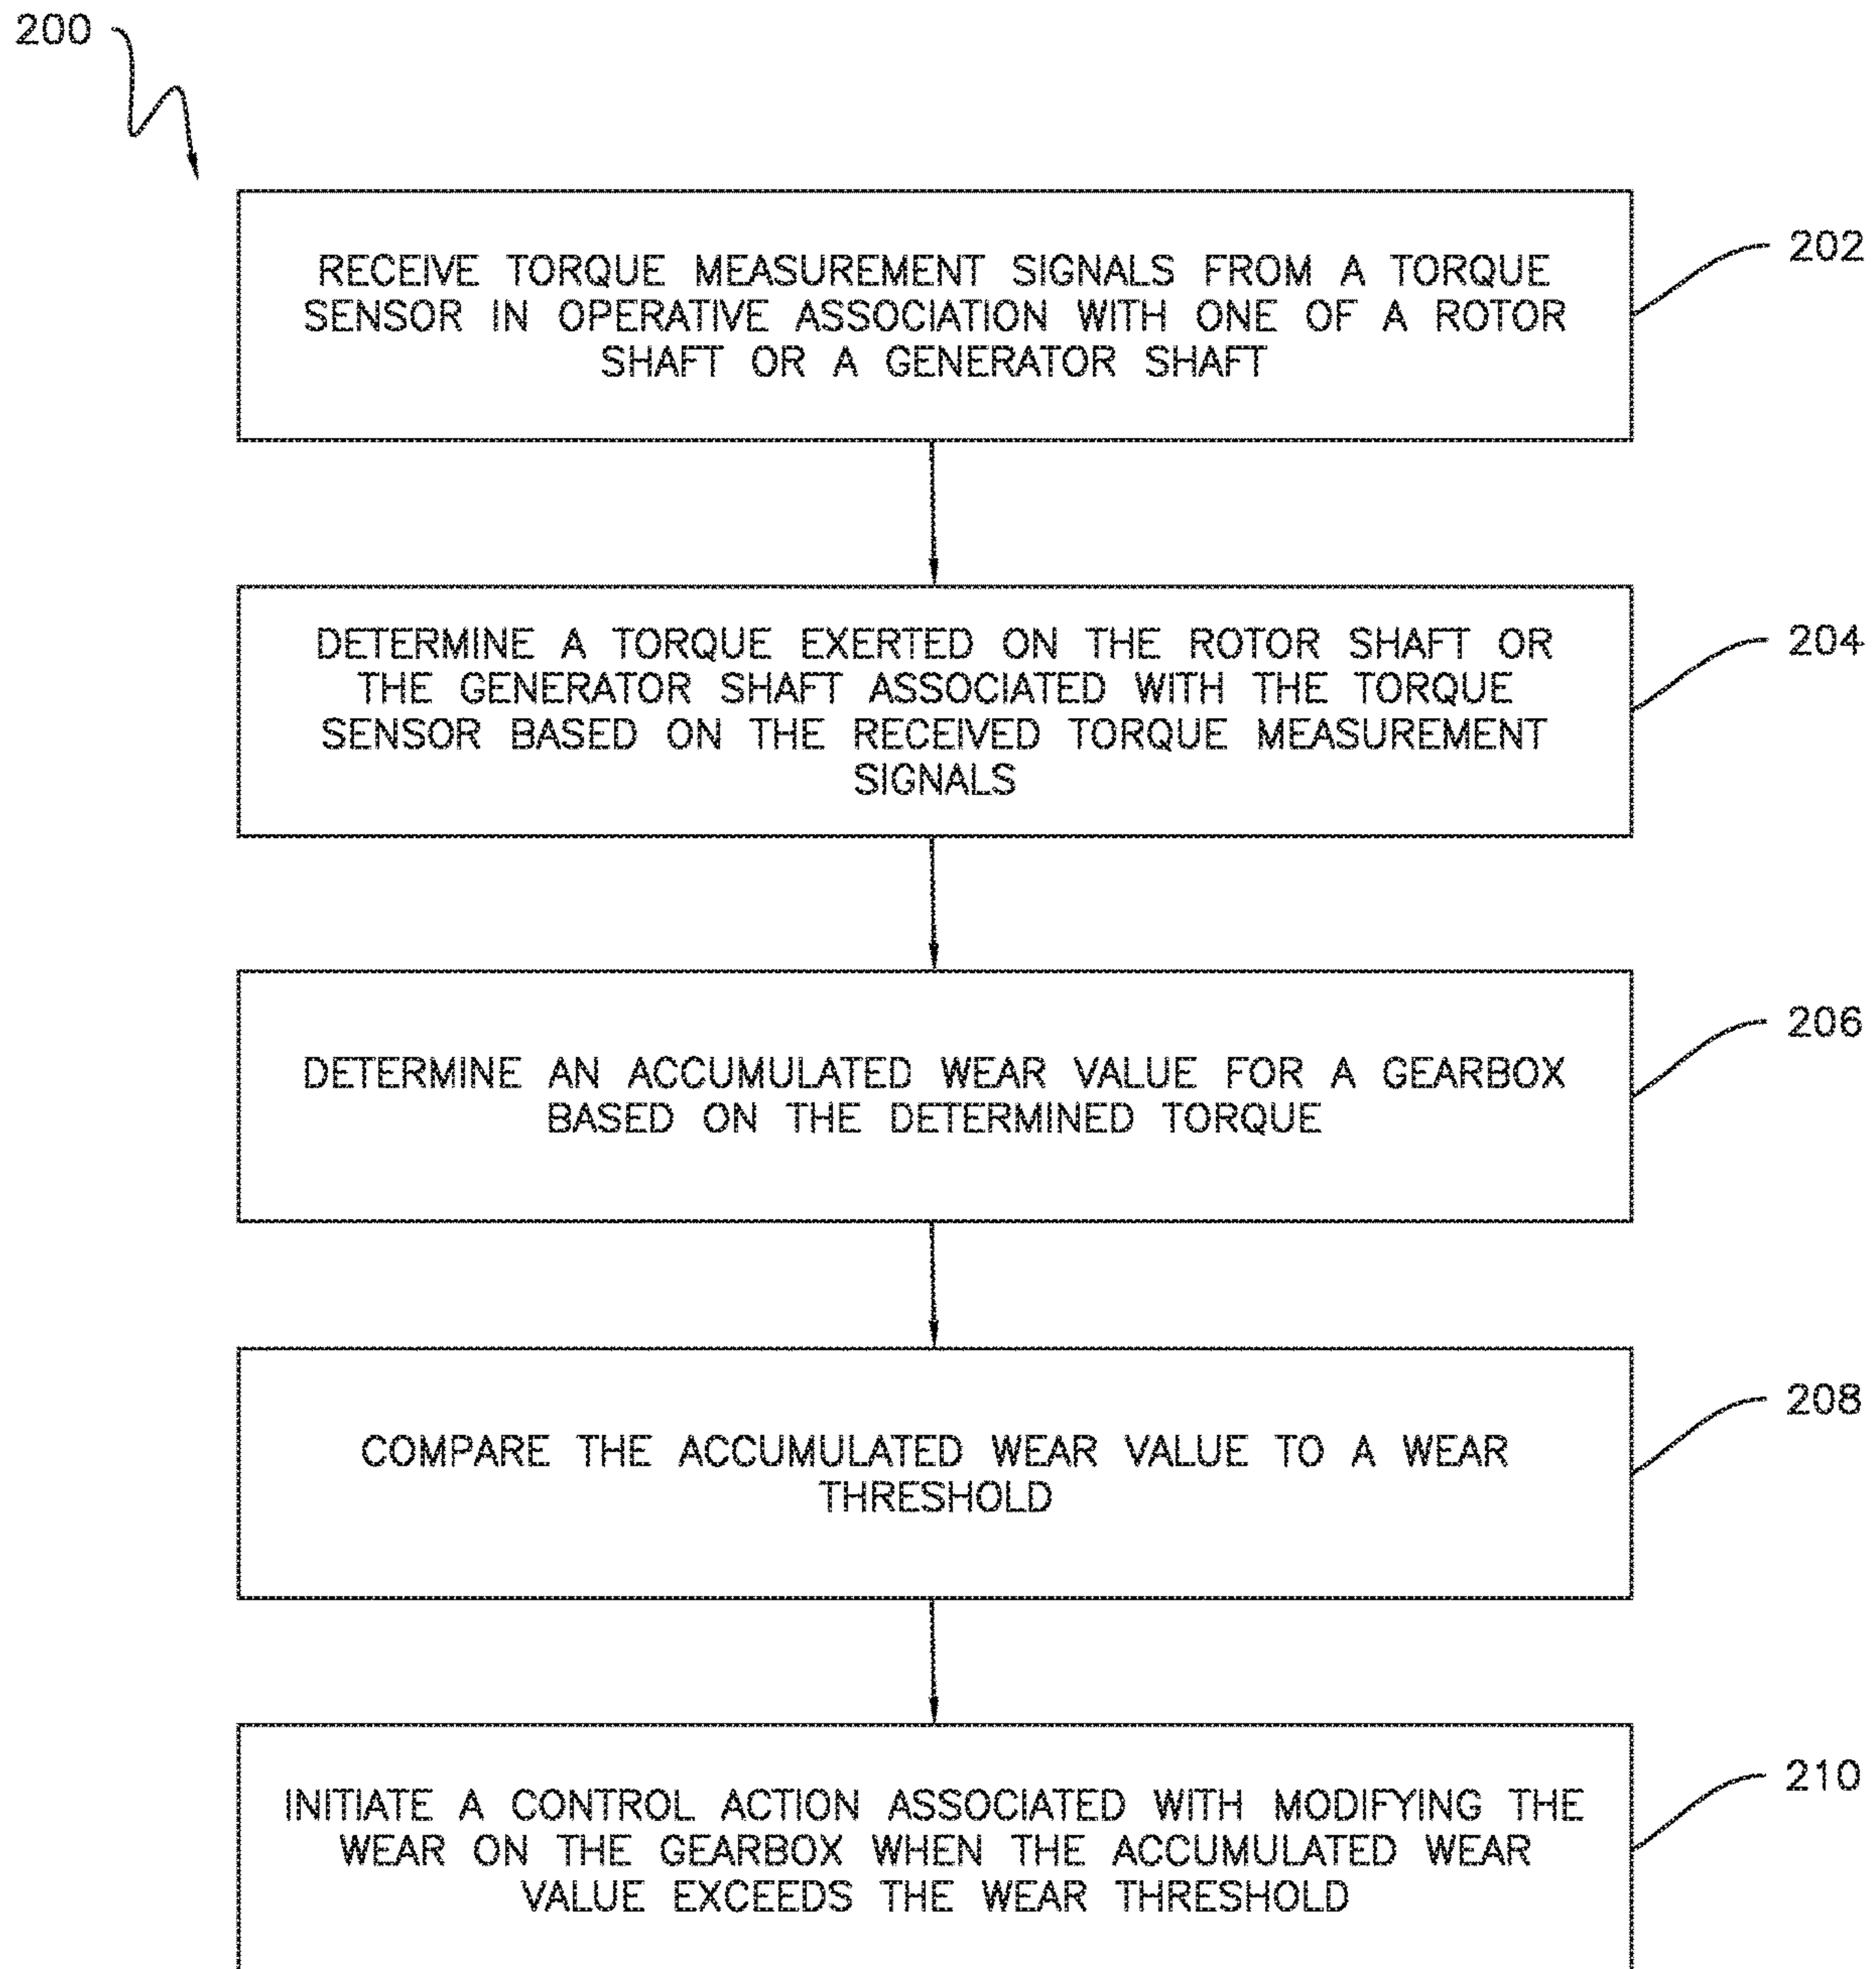 200
RECEIVE TORQUE MEASUREMENT SIGNALS FROM A TORQUE
SENSOR IN OPERATIVE ASSOCIATION WITH ONE OF A ROTOR
SHAFT OR A GENERATOR SHAFT
202
DETERMINE A TORQUE EXERTED ON THE ROTOR SHAFT OR
THE GENERATOR SHAFT ASSOCIATED WITH THE TORQUE
SENSOR BASED ON THE RECEIVED TORQUE MEASUREMENT
SIGNALS
204
DETERMINE AN ACCUMULATED WEAR VALUE FOR A GEARBOX
BASED ON THE DETERMINED TORQUE
206
COMPARE THE ACCUMULATED WEAR VALUE TO A WEAR
THRESHOLD
208
INITIATE A CONTROL ACTION ASSOCIATED WITH MODIFYING THE
WEAR ON THE GEARBOX WHEN THE ACCUMULATED WEAR
VALUE EXCEEDS THE WEAR THRESHOLD
210